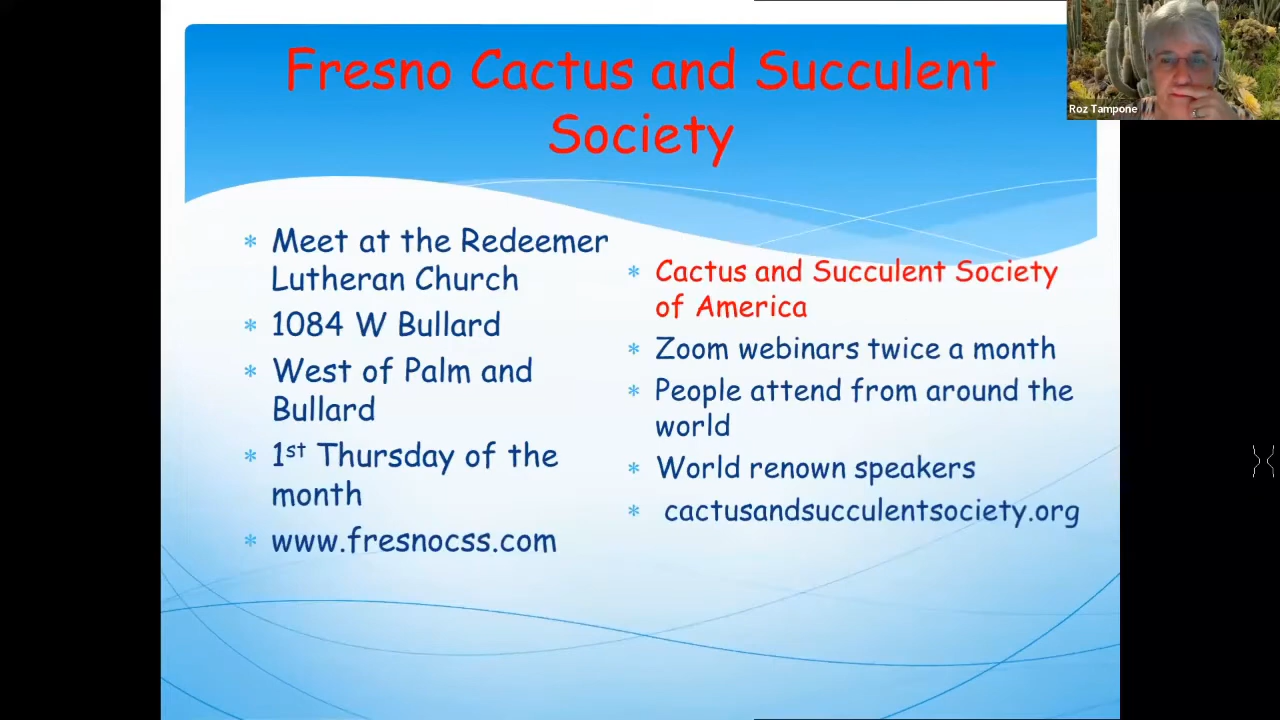 Fresno Cactus and Succulent
Society
Roz Tampone
* Meet at the Redeemer
Lutheran Church
* 1084 W Bullard
* West of Palm and
Bullard
* 1st Thursday of the
month
* www.fresnocss.com
* Cactus and Succulent Society
of America
* Zoom webinars twice a month
* People attend from around the
world
* World renown speakers
* cactusandsucculentsociety.org